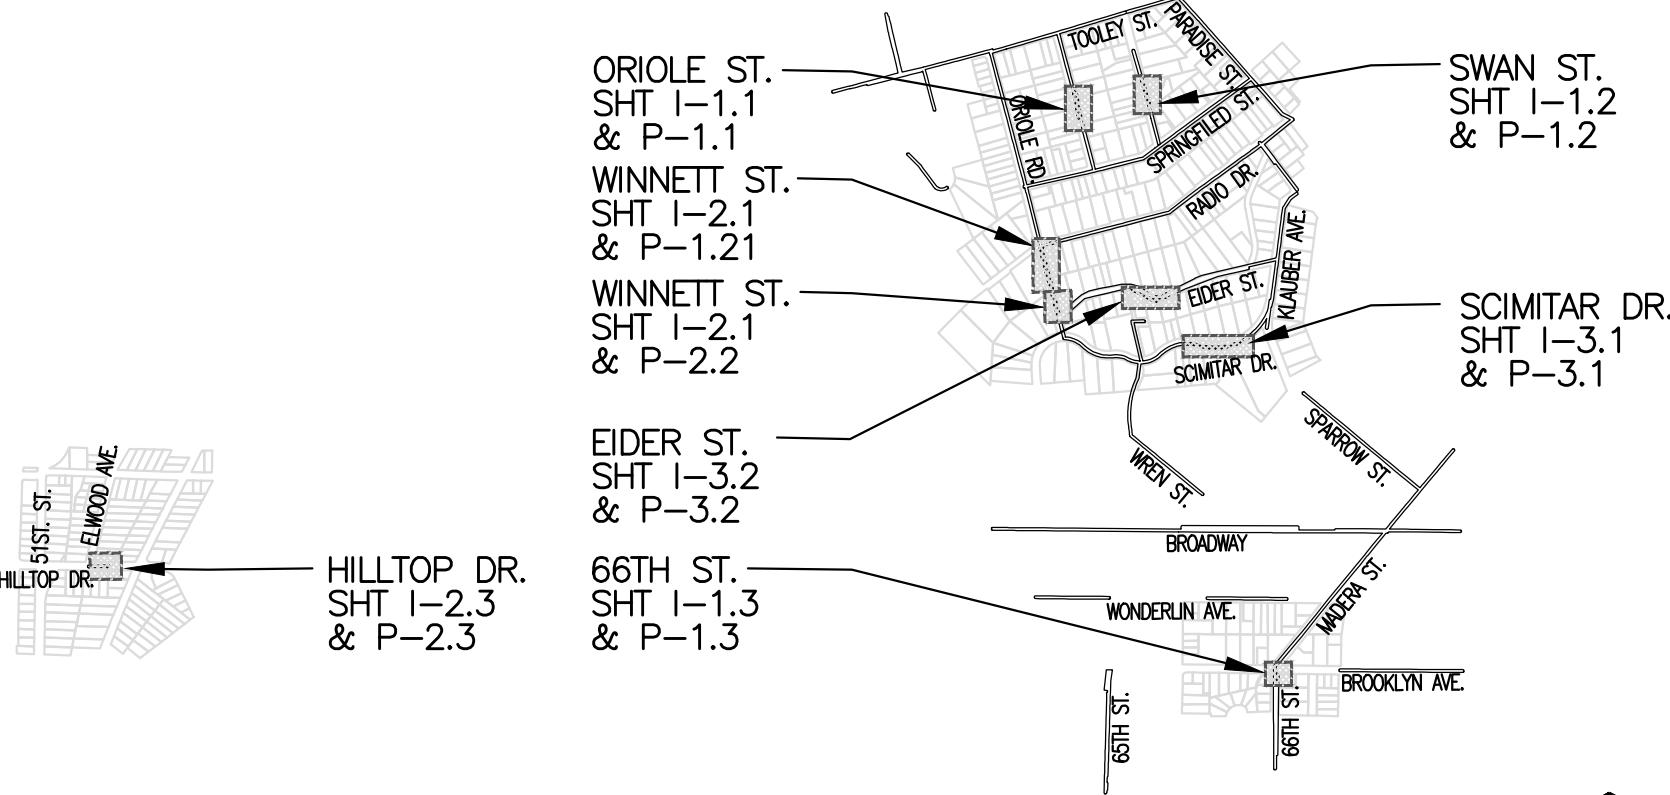 ORIOLE ST.
SHT I-1.1
& P-1.1
WINNETT ST.
SHT I-2.1
& P-1.21
WINNETT ST.
SHT I-2.1
& P-2.2
EIDER ST.
SHT I-3.2
& P-3.2
66TH ST.
SHT I-1.3
& P-1.3
HILLTOP DR.
SHT I-2.3
& P-2.3
SWAN ST.
SHT I-1.2
& P-1.2
SCIMITAR DR.
SHT I-3.1
& P-3.1
TOOLEY ST.
PARADISE ST.
ORIOLE RD.
SPRINGFILED ST.
RADIO DR.
KLAUBER AVE.
EIDER ST.
SCIMITAR DR.
WREN ST.
SPARROW ST.
BROADWAY
MADERA ST.
WONDERLIN AVE.
BROOKLYN AVE.
65TH ST.
66TH ST.
51ST. ST.
ELWOOD AVE.
HILLTOP DR.